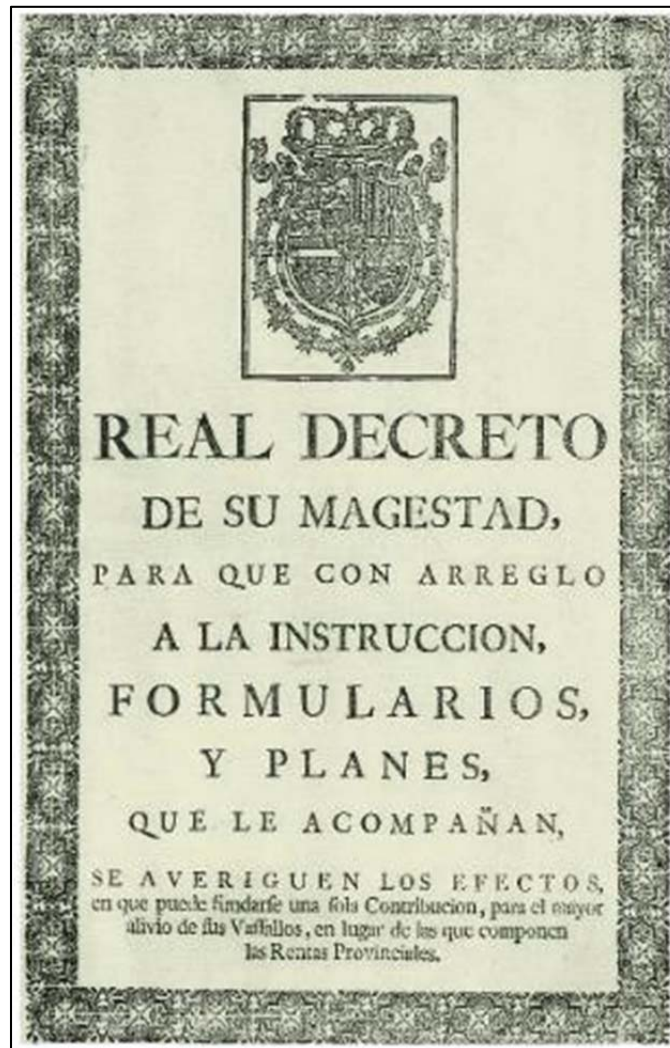 REAL DECRETO
DE SU MAGESTAD,
PARA QUE CON ARREGLO
A LA INSTRUCCION,
FORMULARIOS,
Y PLANES,
QUE LE ACOMPAÑAN,
SE AVERIGUEN LOS EFECTOS,
en que puede fundarſe una ſola Contribucion, para el mayor
alivio de ſus Vaſſallos, en lugar de las que componen
las Rentas Provinciales.